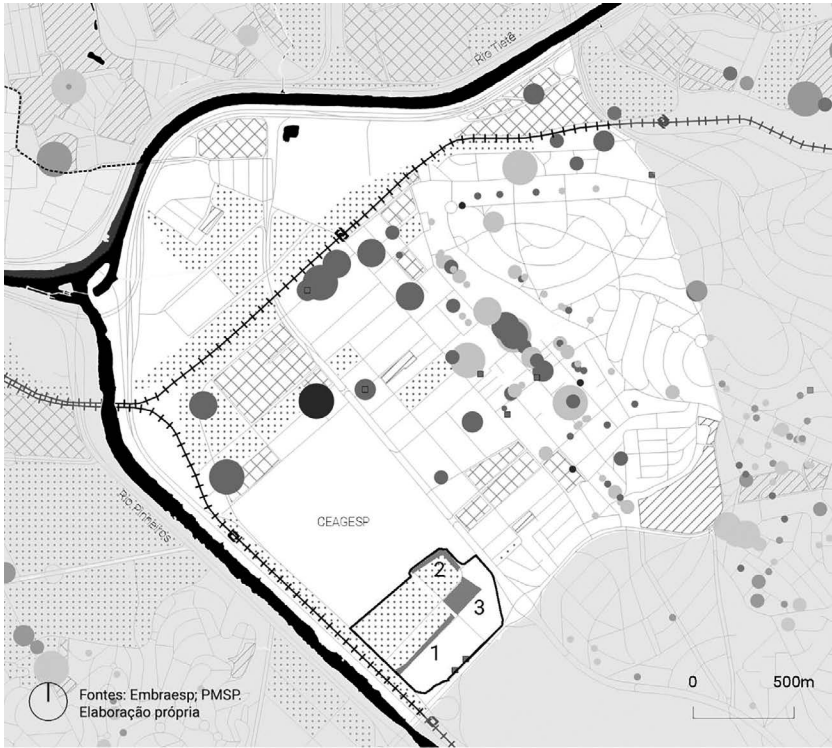 Rio Tietê
Rio Pinheiros
CEAGESP
2
3
1
Fontes: Embraesp; PMSP.
Elaboração própria
0 500m